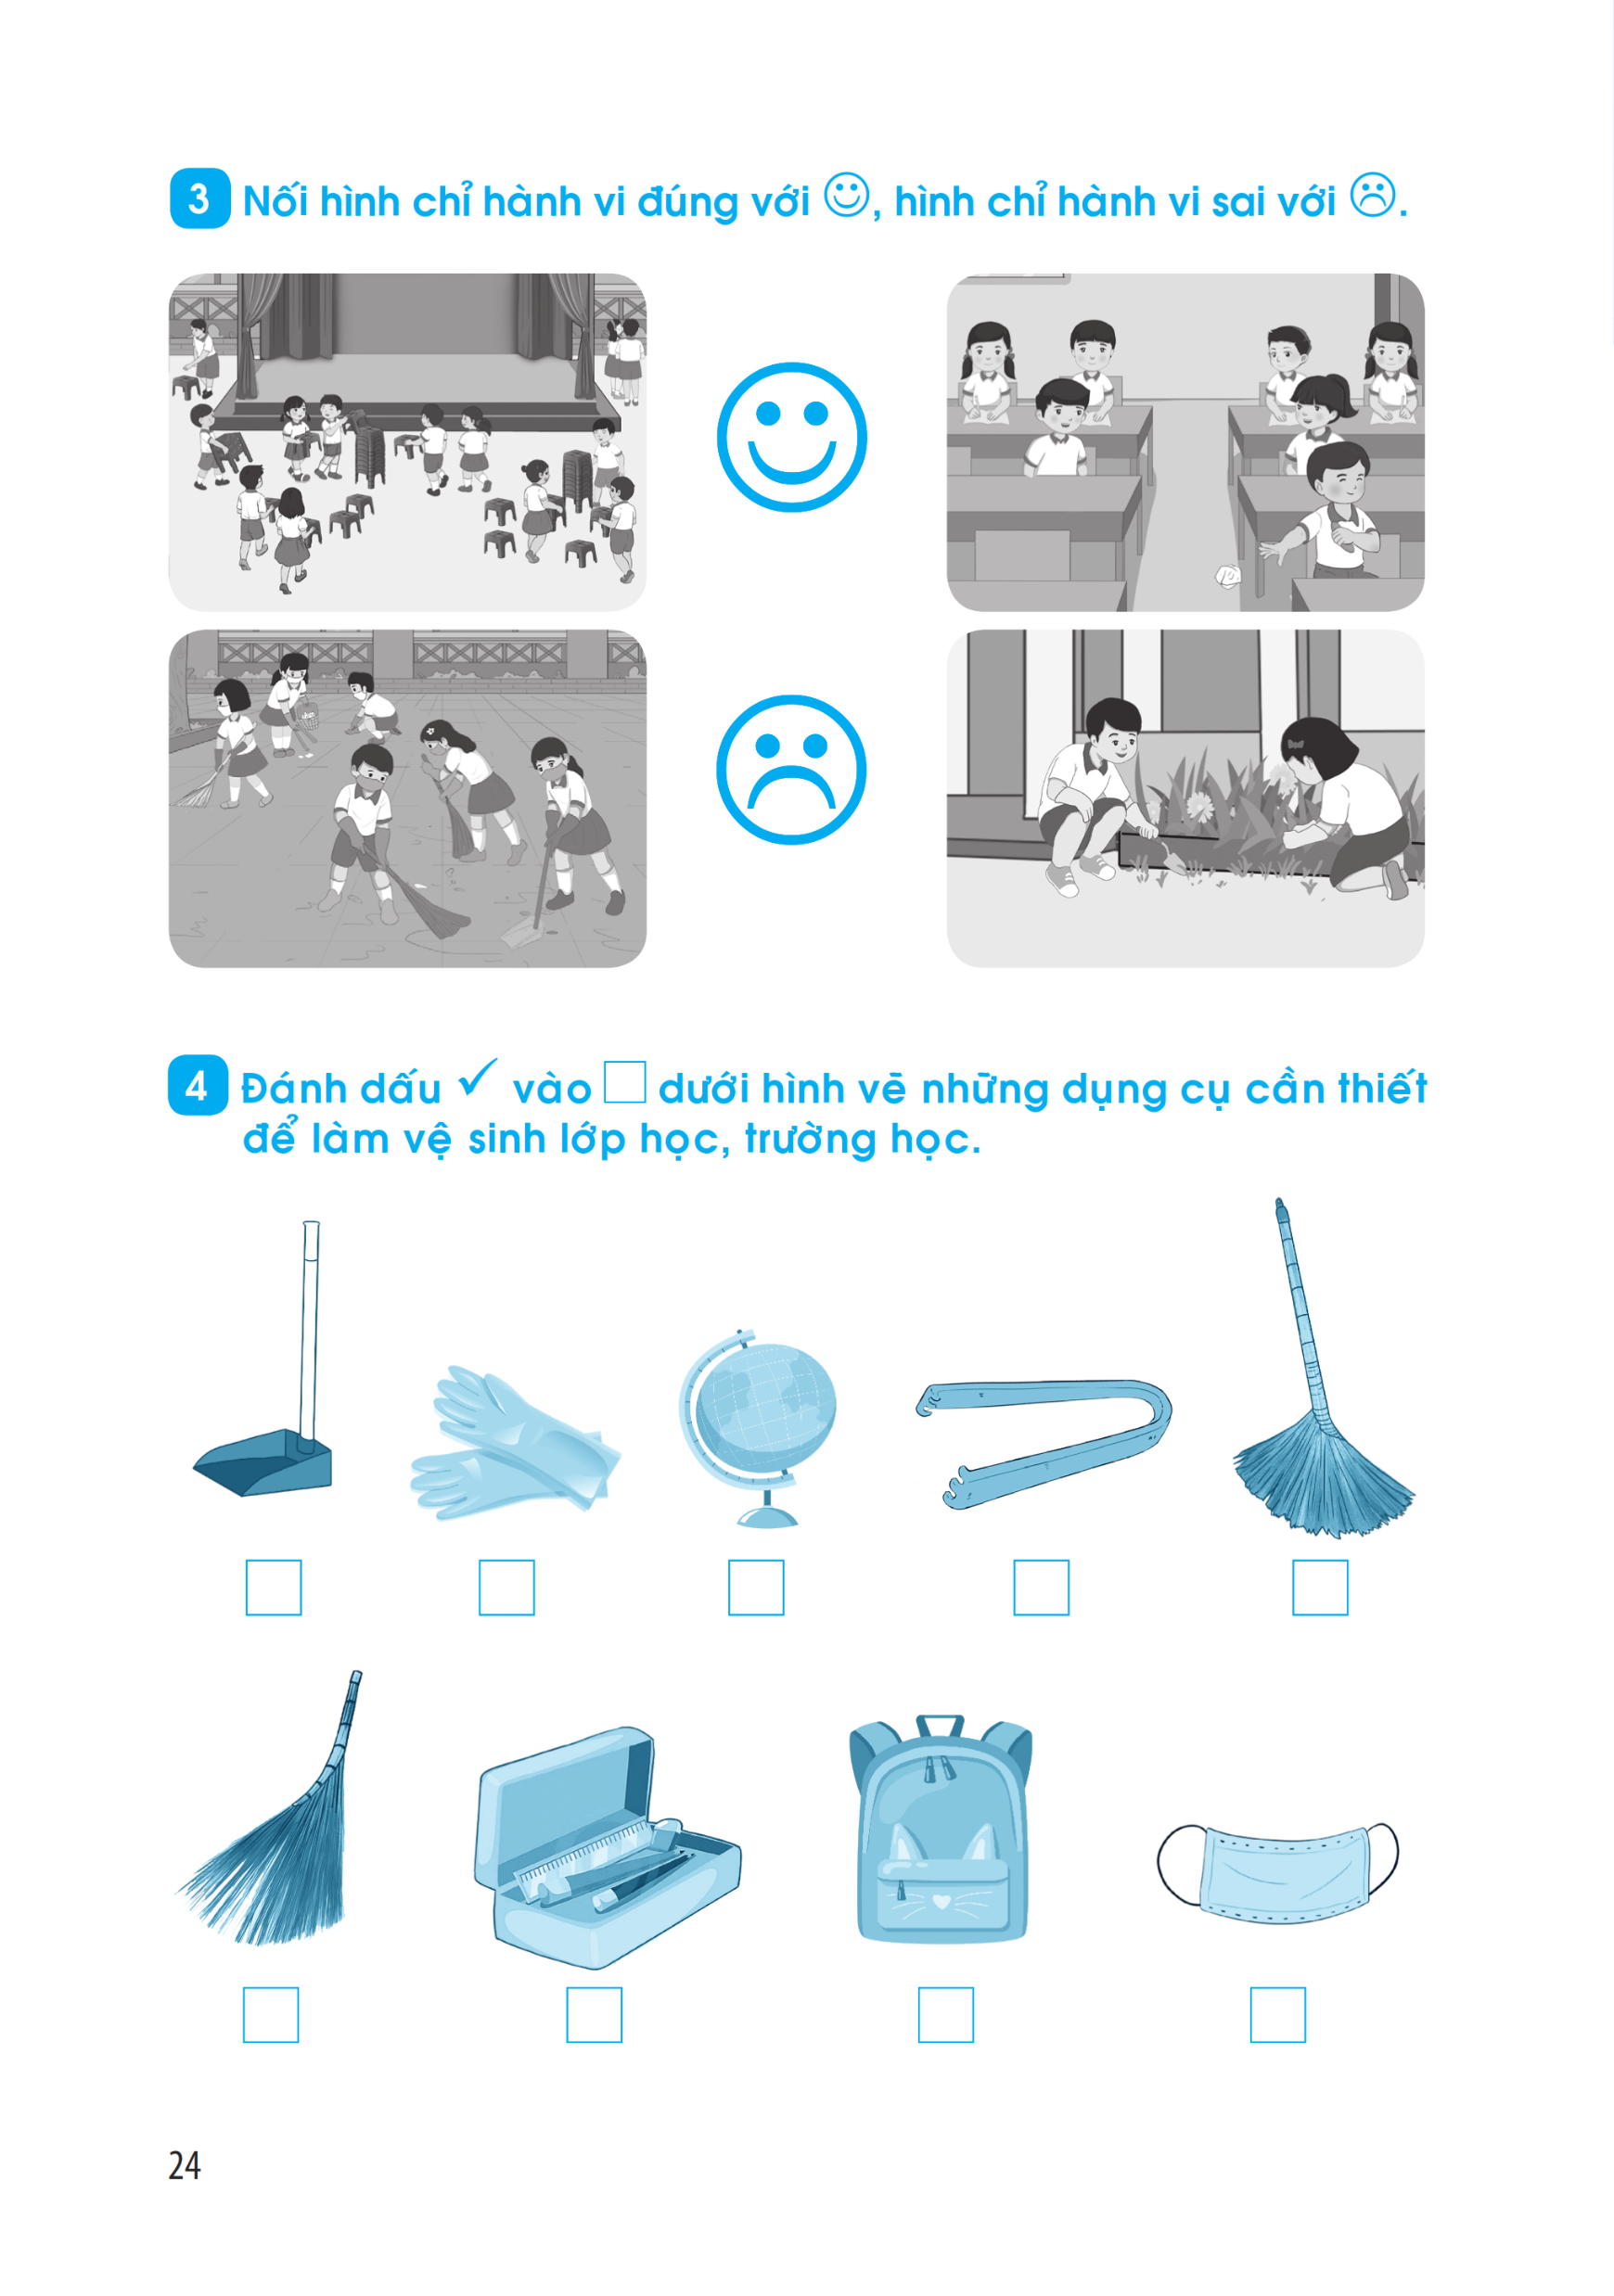 3 Nối hình chỉ hành vi đúng với , hình chỉ hành vi sai với .
4 Đánh dấu ✓ vào □ dưới hình vẽ những dụng cụ cần thiết
để làm vệ sinh lớp học, trường học.
24